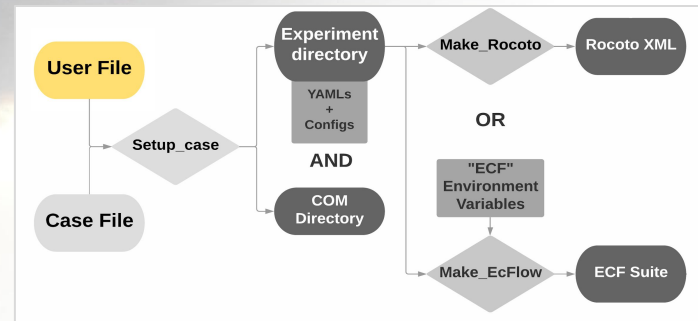 User File
Case File
Setup_case
Experiment
directory
YAMLs
+
Configs
AND
COM
Directory
Make_Rocoto
Rocoto XML
OR
"ECF"
Environment
Variables
Make_EcFlow
ECF Suite